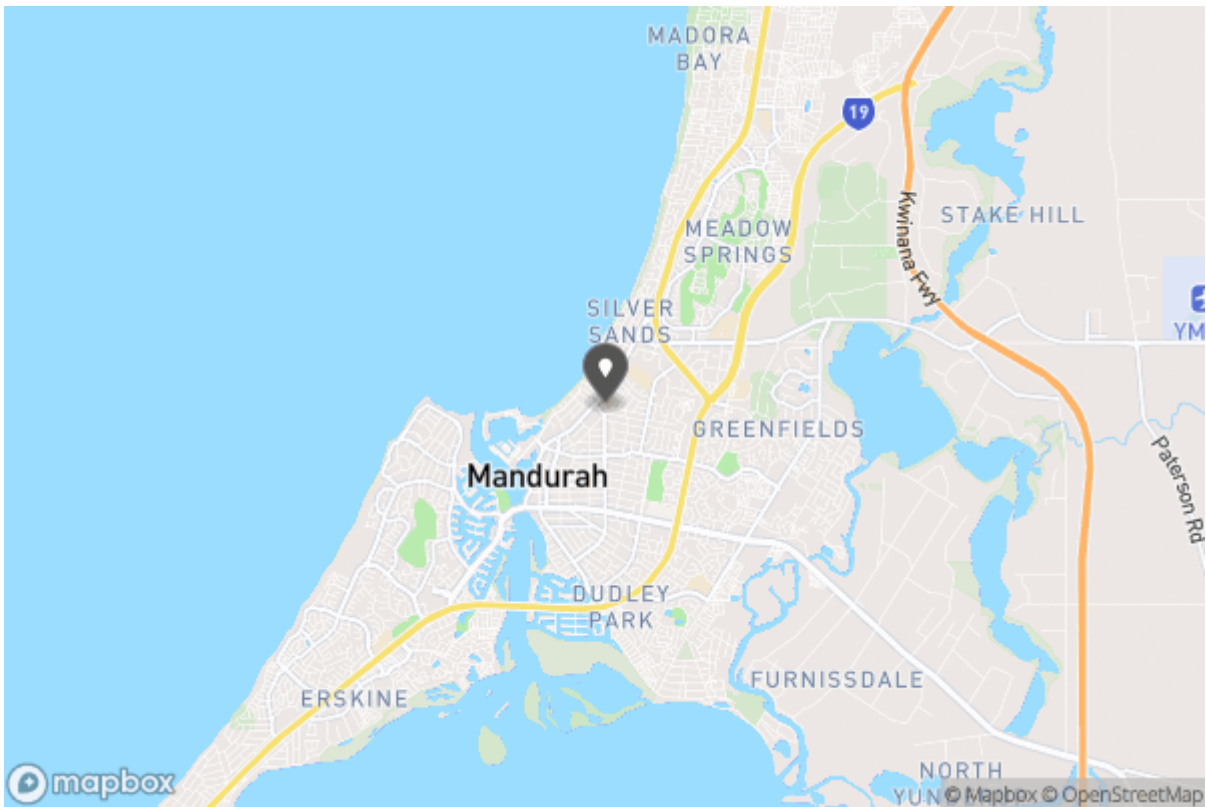 MADORA
BAY
19
Kwinana Fwy
STAKE HILL
MEADOW
SPRINGS
SILVER
SANDS
YM
GREENFIELDS
Mandurah
Paterson Rd
DUDLEY
PARK
FURNISSDALE
ERSKINE
NORTH
mapbox
© Mapbox © OpenStreetMap